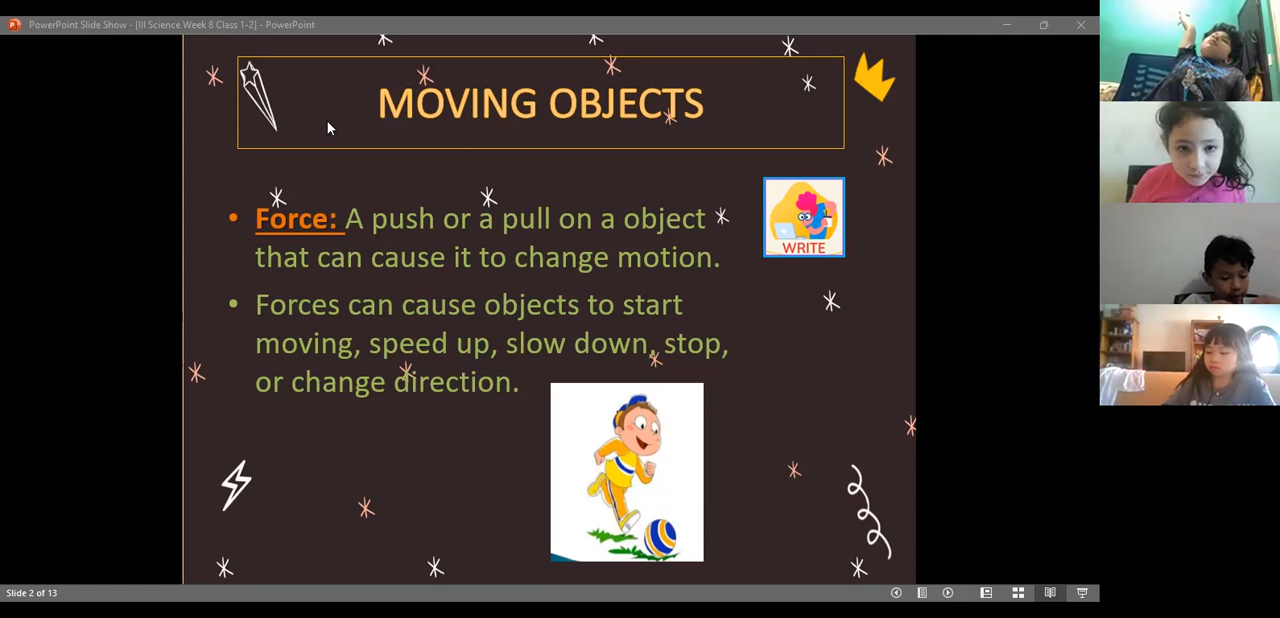 PowerPoint Slide Show - [III Science Week 8 Class 1-2] - PowerPoint
MOVING OBJECTS
• Force: A push or a pull on a object
that can cause it to change motion.
WRITE
• Forces can cause objects to start
moving, speed up, slow down, stop,
or change direction.
Slide 2 of 13